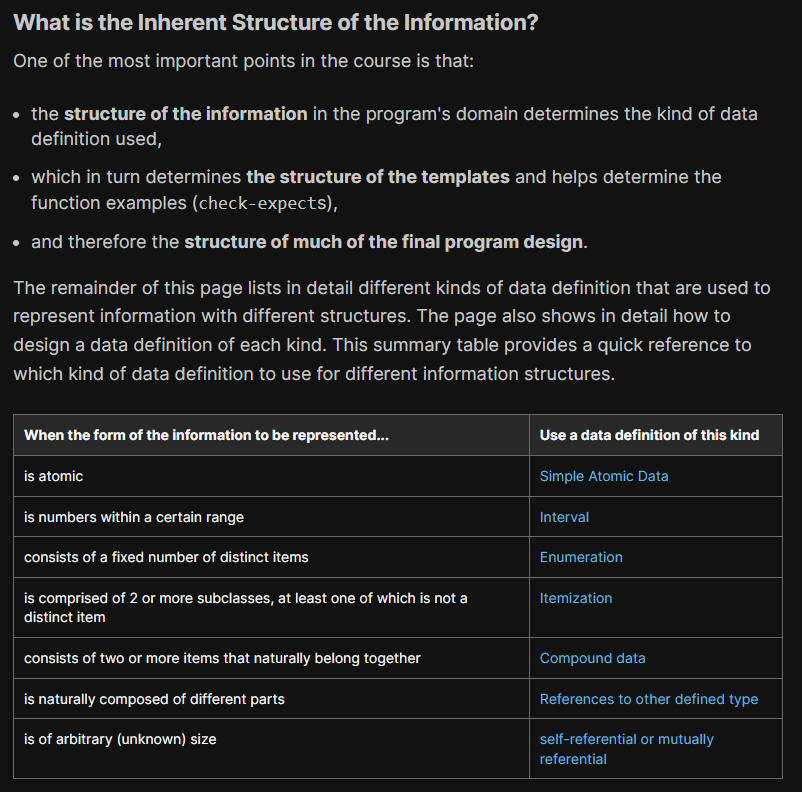 What is the Inherent Structure of the Information?
One of the most important points in the course is that:
• the structure of the information in the program's domain determines the kind of data
definition used,
• which in turn determines the structure of the templates and helps determine the
function examples (check-expects),
• and therefore the structure of much of the final program design.
The remainder of this page lists in detail different kinds of data definition that are used to
represent information with different structures. The page also shows in detail how to
design a data definition of each kind. This summary table provides a quick reference to
which kind of data definition to use for different information structures.
When the form of the information to be represented... Use a data definition of this kind
is atomic Simple Atomic Data
is numbers within a certain range Interval
consists of a fixed number of distinct items Enumeration
is comprised of 2 or more subclasses, at least one of which is not a Itemization
distinct item
consists of two or more items that naturally belong together Compound data
is naturally composed of different parts References to other defined type
is of arbitrary (unknown) size self-referential or mutually
referential